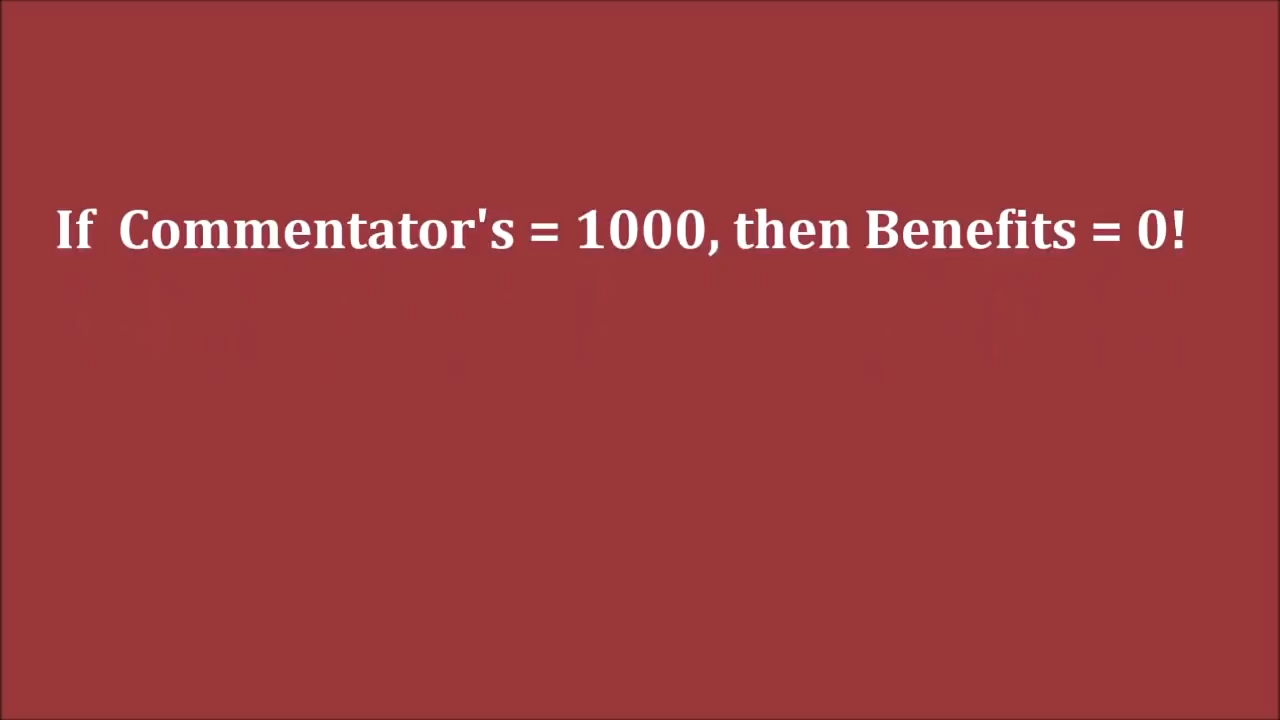 If  Commentator's = 1000, then Benefits = 0!